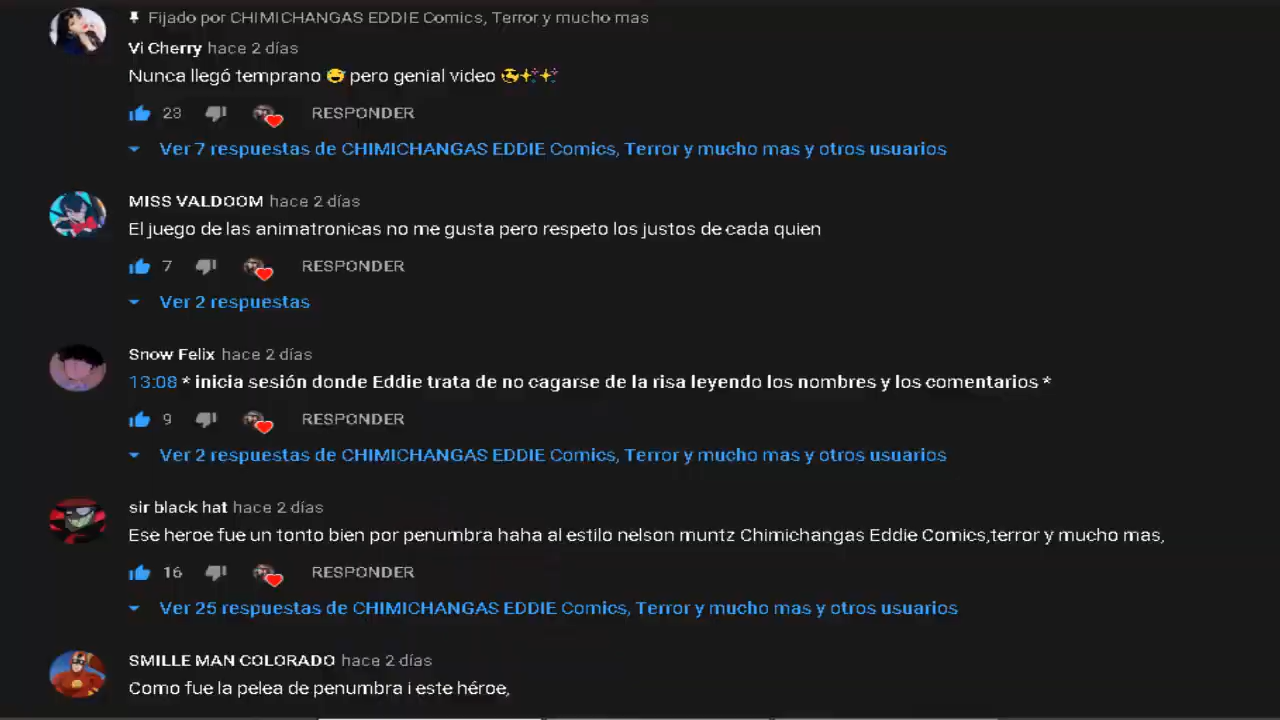 Fijado por CHIMICHANGAS EDDIE Comics, Terror y mucho mas
Vi Cherry hace 2 días
Nunca llegó temprano 😅 pero genial video 🤩✨✨
23 RESPONDER
Ver 7 respuestas de CHIMICHANGAS EDDIE Comics, Terror y mucho mas y otros usuarios
MISS VALDOOM hace 2 días
El juego de las animatronicas no me gusta pero respeto los justos de cada quien
7 RESPONDER
Ver 2 respuestas
Snow Felix hace 2 días
13:08 * inicia sesión donde Eddie trata de no cagarse de la risa leyendo los nombres y los comentarios *
9 RESPONDER
Ver 2 respuestas de CHIMICHANGAS EDDIE Comics, Terror y mucho mas y otros usuarios
sir black hat hace 2 días
Ese heroe fue un tonto bien por penumbra haha al estilo nelson muntz Chimichangas Eddie Comics,terror y mucho mas,
16 RESPONDER
Ver 25 respuestas de CHIMICHANGAS EDDIE Comics, Terror y mucho mas y otros usuarios
SMILLE MAN COLORADO hace 2 días
Como fue la pelea de penumbra i este héroe,